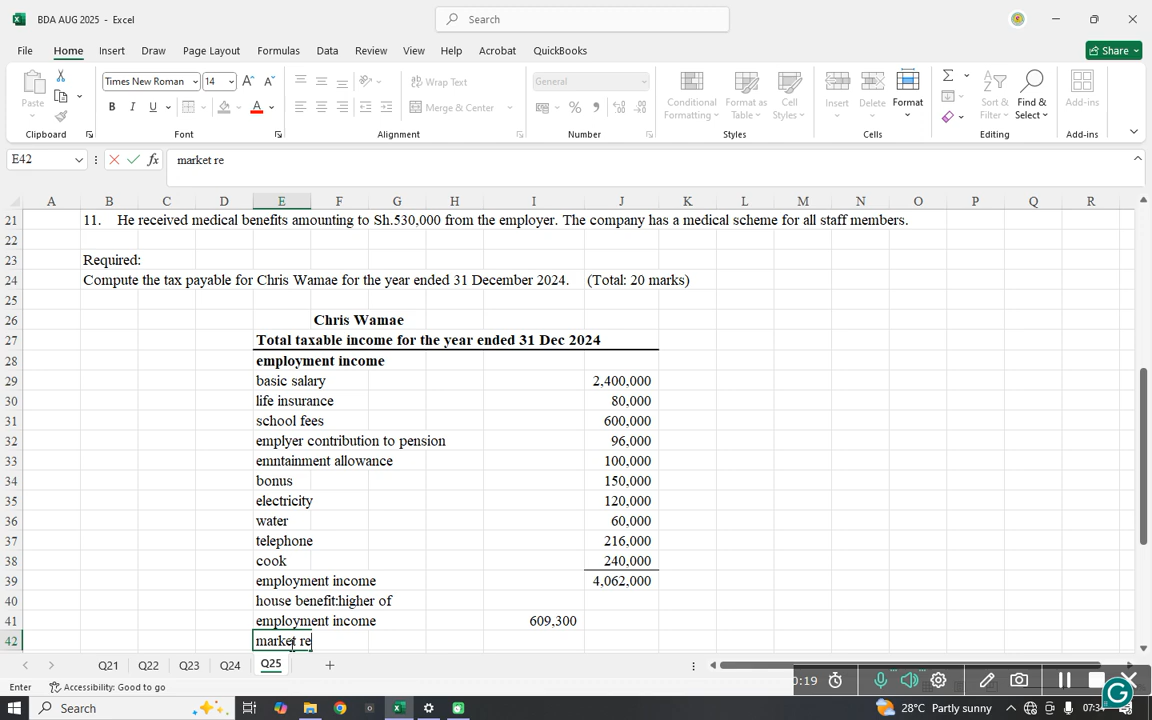 BDA AUG 2025 - Excel
Search
File Home Insert Draw Page Layout Formulas Data Review View Help Acrobat QuickBooks
Share
Paste
Times New Roman 14
B I U
Wrap Text
Merge & Center
General
Conditional Formatting
Format as Table
Cell Styles
Insert
Delete
Format
Sort & Filter
Find & Select
Add-ins
Clipboard Font Alignment Number Styles Cells Editing Add-ins
E42 fx market re
A B C D E F G H I J K L M N O P Q R
21 11. He received medical benefits amounting to Sh.530,000 from the employer. The company has a medical scheme for all staff members.
22
23 Required:
24 Compute the tax payable for Chris Wamae for the year ended 31 December 2024. (Total: 20 marks)
25
26 Chris Wamae
27 Total taxable income for the year ended 31 Dec 2024
28 employment income
29 basic salary 2,400,000
30 life insurance 80,000
31 school fees 600,000
32 emplyer contribution to pension 96,000
33 emntainment allowance 100,000
34 bonus 150,000
35 electricity 120,000
36 water 60,000
37 telephone 216,000
38 cook 240,000
39 employment income 4,062,000
40 house benefit:higher of
41 employment income 609,300
42 market re
Q21 Q22 Q23 Q24 Q25
Enter Accessibility: Good to go
0:19
Search
28°C Partly sunny